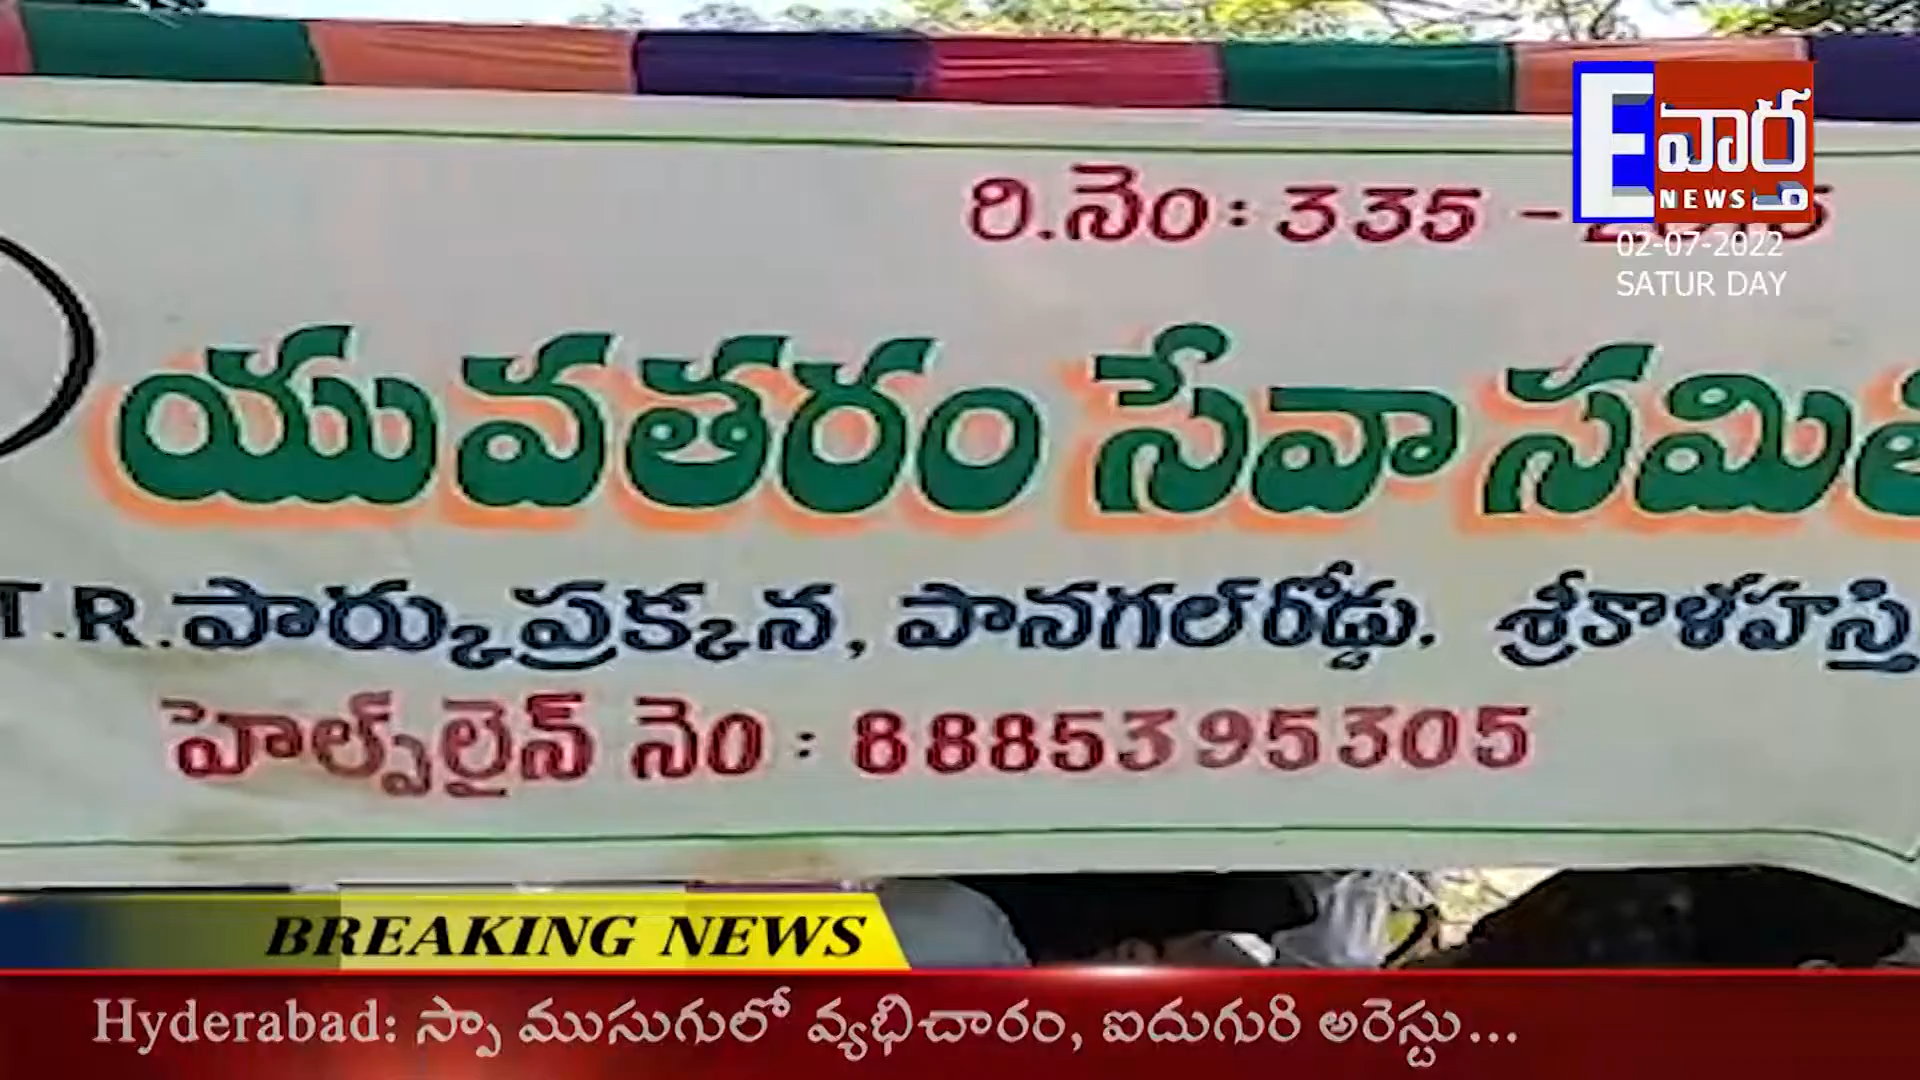 రి.నెం: 335 -
E వార్త
NEWS
02-07-2022
SATUR DAY
యువతరం సేవా సమితి
T.R.పార్కు ప్రక్కన, పానగల్ రోడ్డు. శ్రీకాళహస్తి
హెల్ప్‌లైన్ నెం : 8885395305
BREAKING NEWS
Hyderabad: స్పా ముసుగులో వ్యభిచారం, ఐదుగురి అరెస్టు...